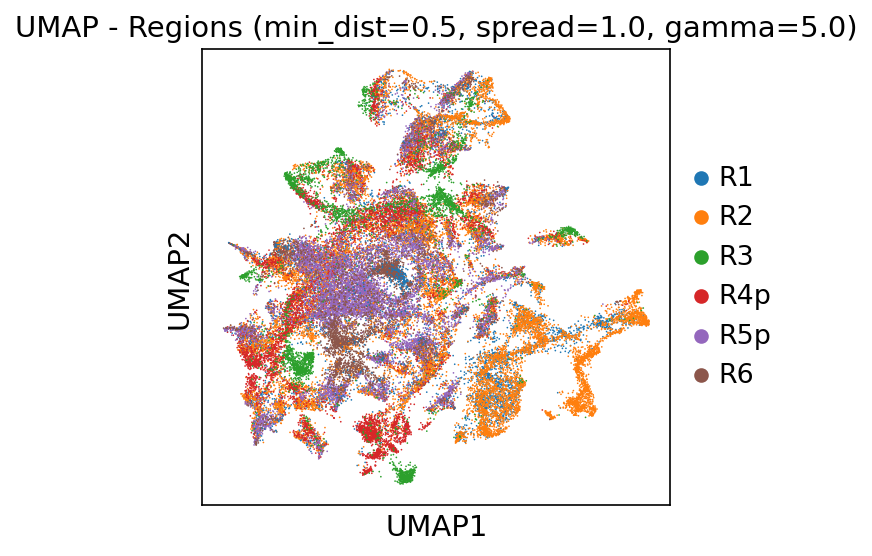 UMAP - Regions (min_dist=0.5, spread=1.0, gamma=5.0)
UMAP2
R1
R2
R3
R4p
R5p
R6
UMAP1